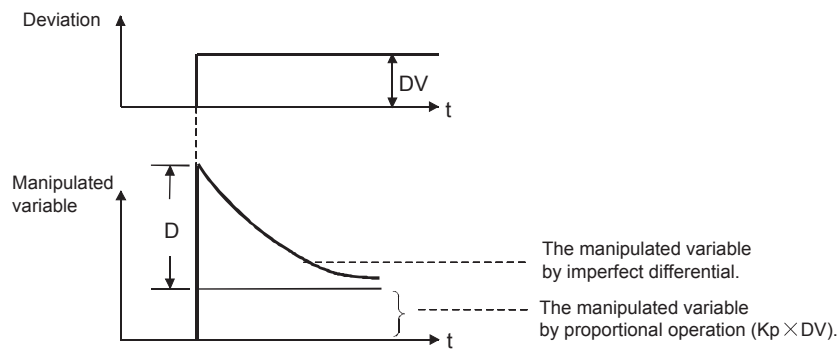 Deviation
DV
t
Manipulated
variable
D
The manipulated variable
by imperfect differential.
The manipulated variable
by proportional operation (Kp×DV).
t